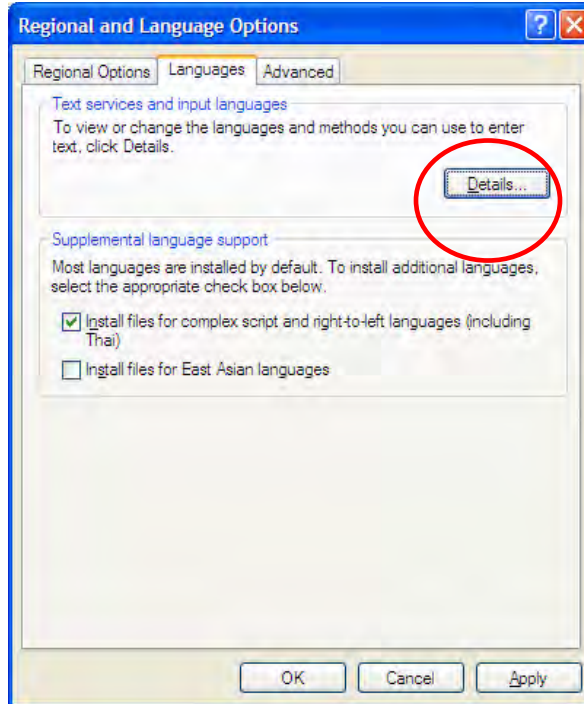 Regional and Language Options
Regional Options Languages Advanced
Text services and input languages
To view or change the languages and methods you can use to enter
text, click Details.
Details...
Supplemental language support
Most languages are installed by default. To install additional languages,
select the appropriate check box below.
Install files for complex script and right-to-left languages (including
Thai)
Install files for East Asian languages
OK Cancel Apply